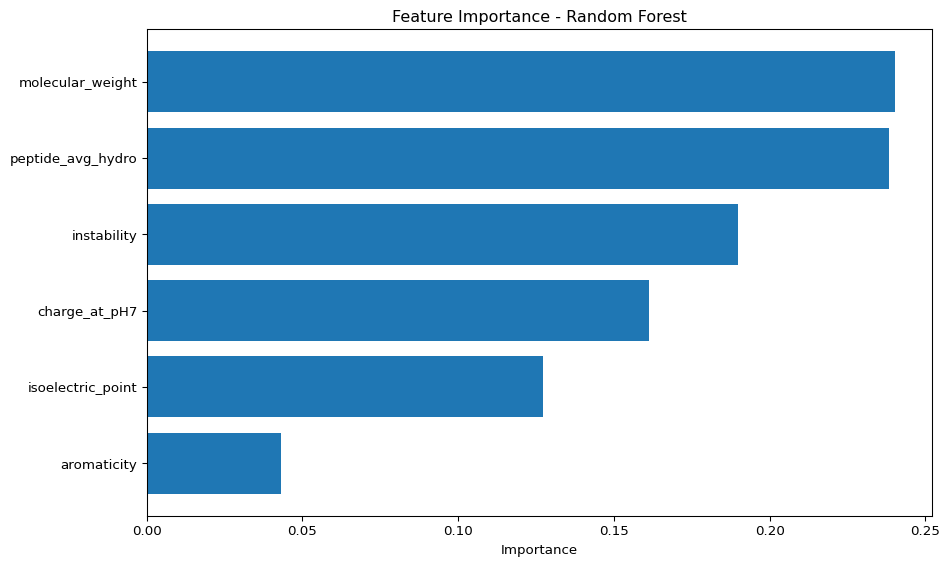 Feature Importance - Random Forest
molecular_weight
peptide_avg_hydro
instability
charge_at_pH7
isoelectric_point
aromaticity
0.00 0.05 0.10 0.15 0.20 0.25
Importance